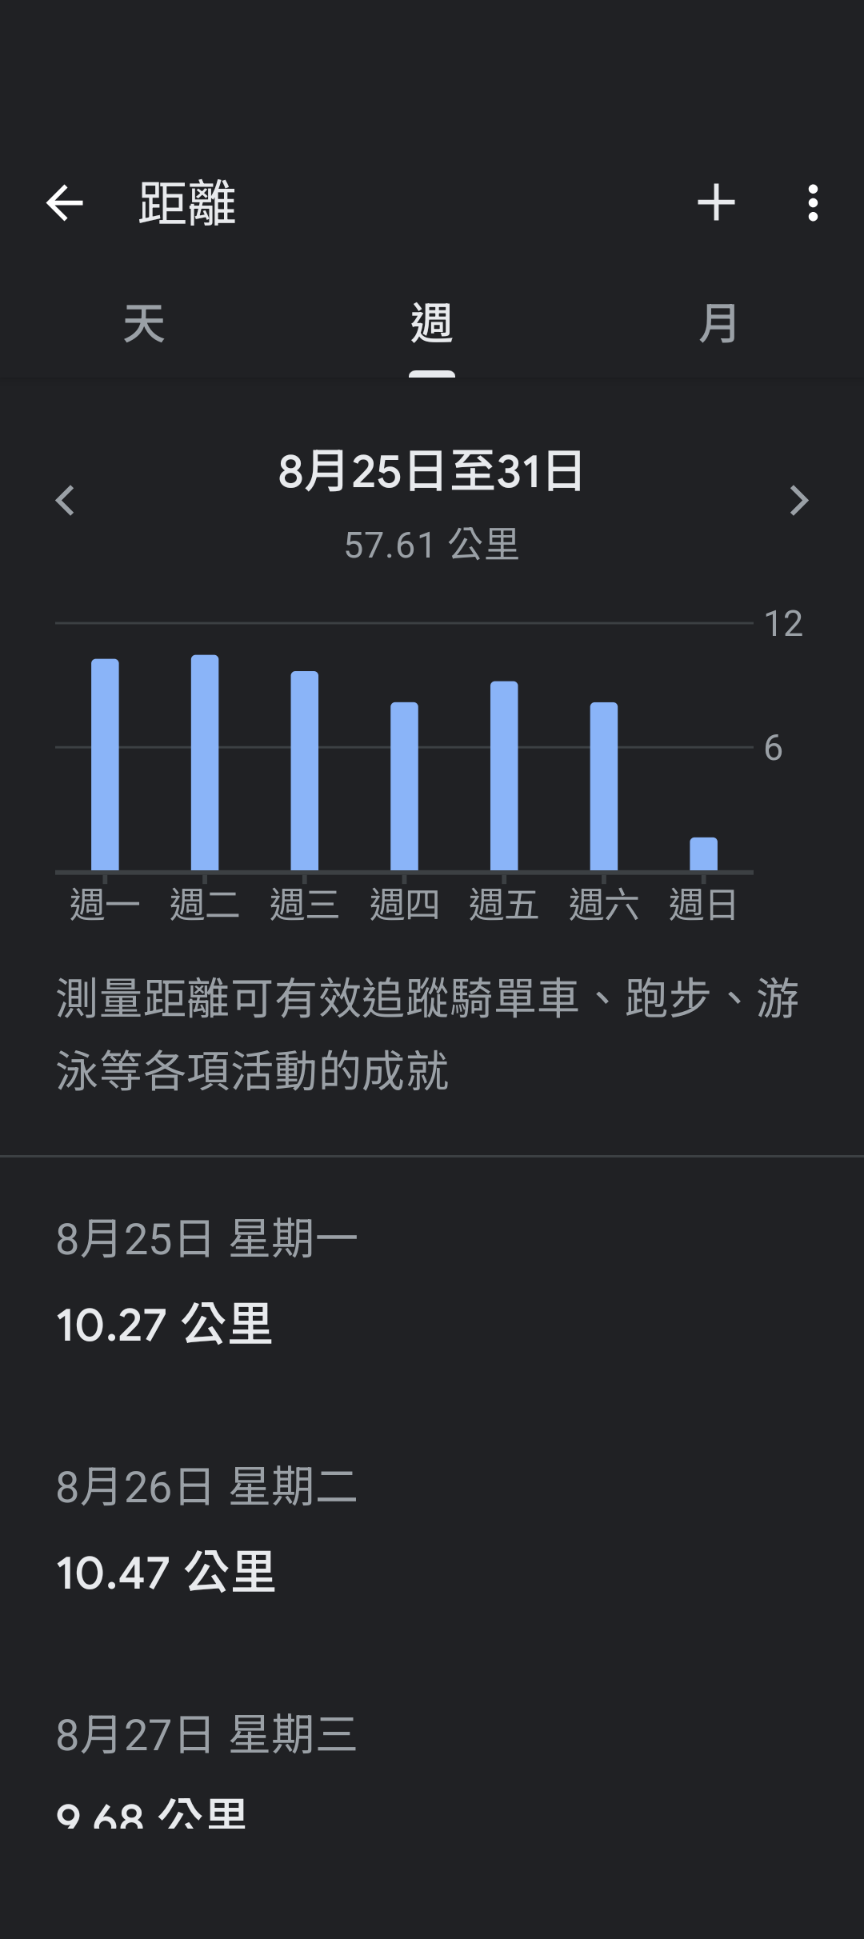 距離
天
週
月
8月25日至31日
57.61 公里
12
6
週一 週二 週三 週四 週五 週六 週日
測量距離可有效追蹤騎單車、跑步、游
泳等各項活動的成就
8月25日 星期一
10.27 公里
8月26日 星期二
10.47 公里
8月27日 星期三
9.68 公里